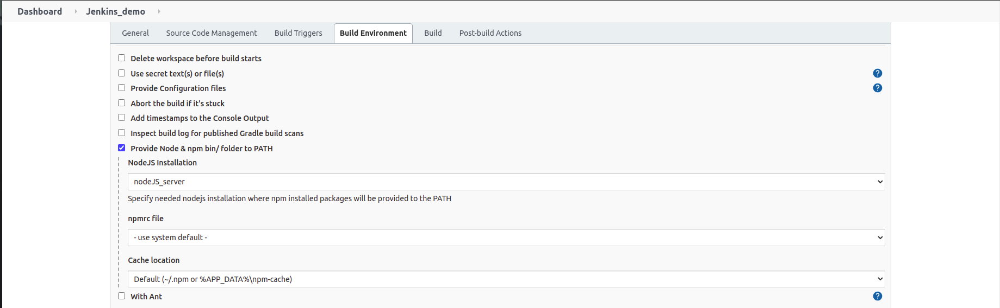 Dashboard Jenkins_demo
General Source Code Management Build Triggers Build Environment Build Post-build Actions
Delete workspace before build starts
Use secret text(s) or file(s) ?
Provide Configuration files ?
Abort the build if it's stuck
Add timestamps to the Console Output
Inspect build log for published Gradle build scans
Provide Node & npm bin/ folder to PATH
NodeJS Installation
nodeJS_server
Specify needed nodejs installation where npm installed packages will be provided to the PATH
npmrc file
- use system default -
Cache location
Default (~/.npm or %APP_DATA%\npm-cache)
With Ant ?